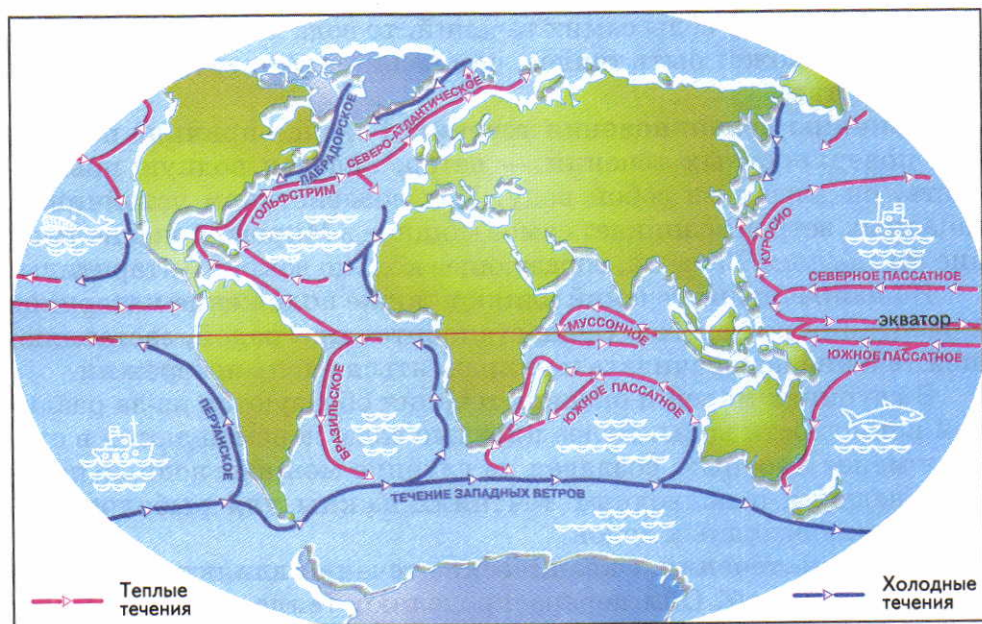 ЛАБРАДОРСКОЕ
СЕВЕРО-АТЛАНТИЧЕСКОЕ
ГОЛЬФСТРИМ
КУРОСИО
СЕВЕРНОЕ ПАССАТНОЕ
МУССОННОЕ
экватор
ЮЖНОЕ ПАССАТНОЕ
ПЕРУАНСКОЕ
БРАЗИЛЬСКОЕ
ЮЖНОЕ ПАССАТНОЕ
ТЕЧЕНИЕ ЗАПАДНЫХ ВЕТРОВ
Теплые
течения
Холодные
течения